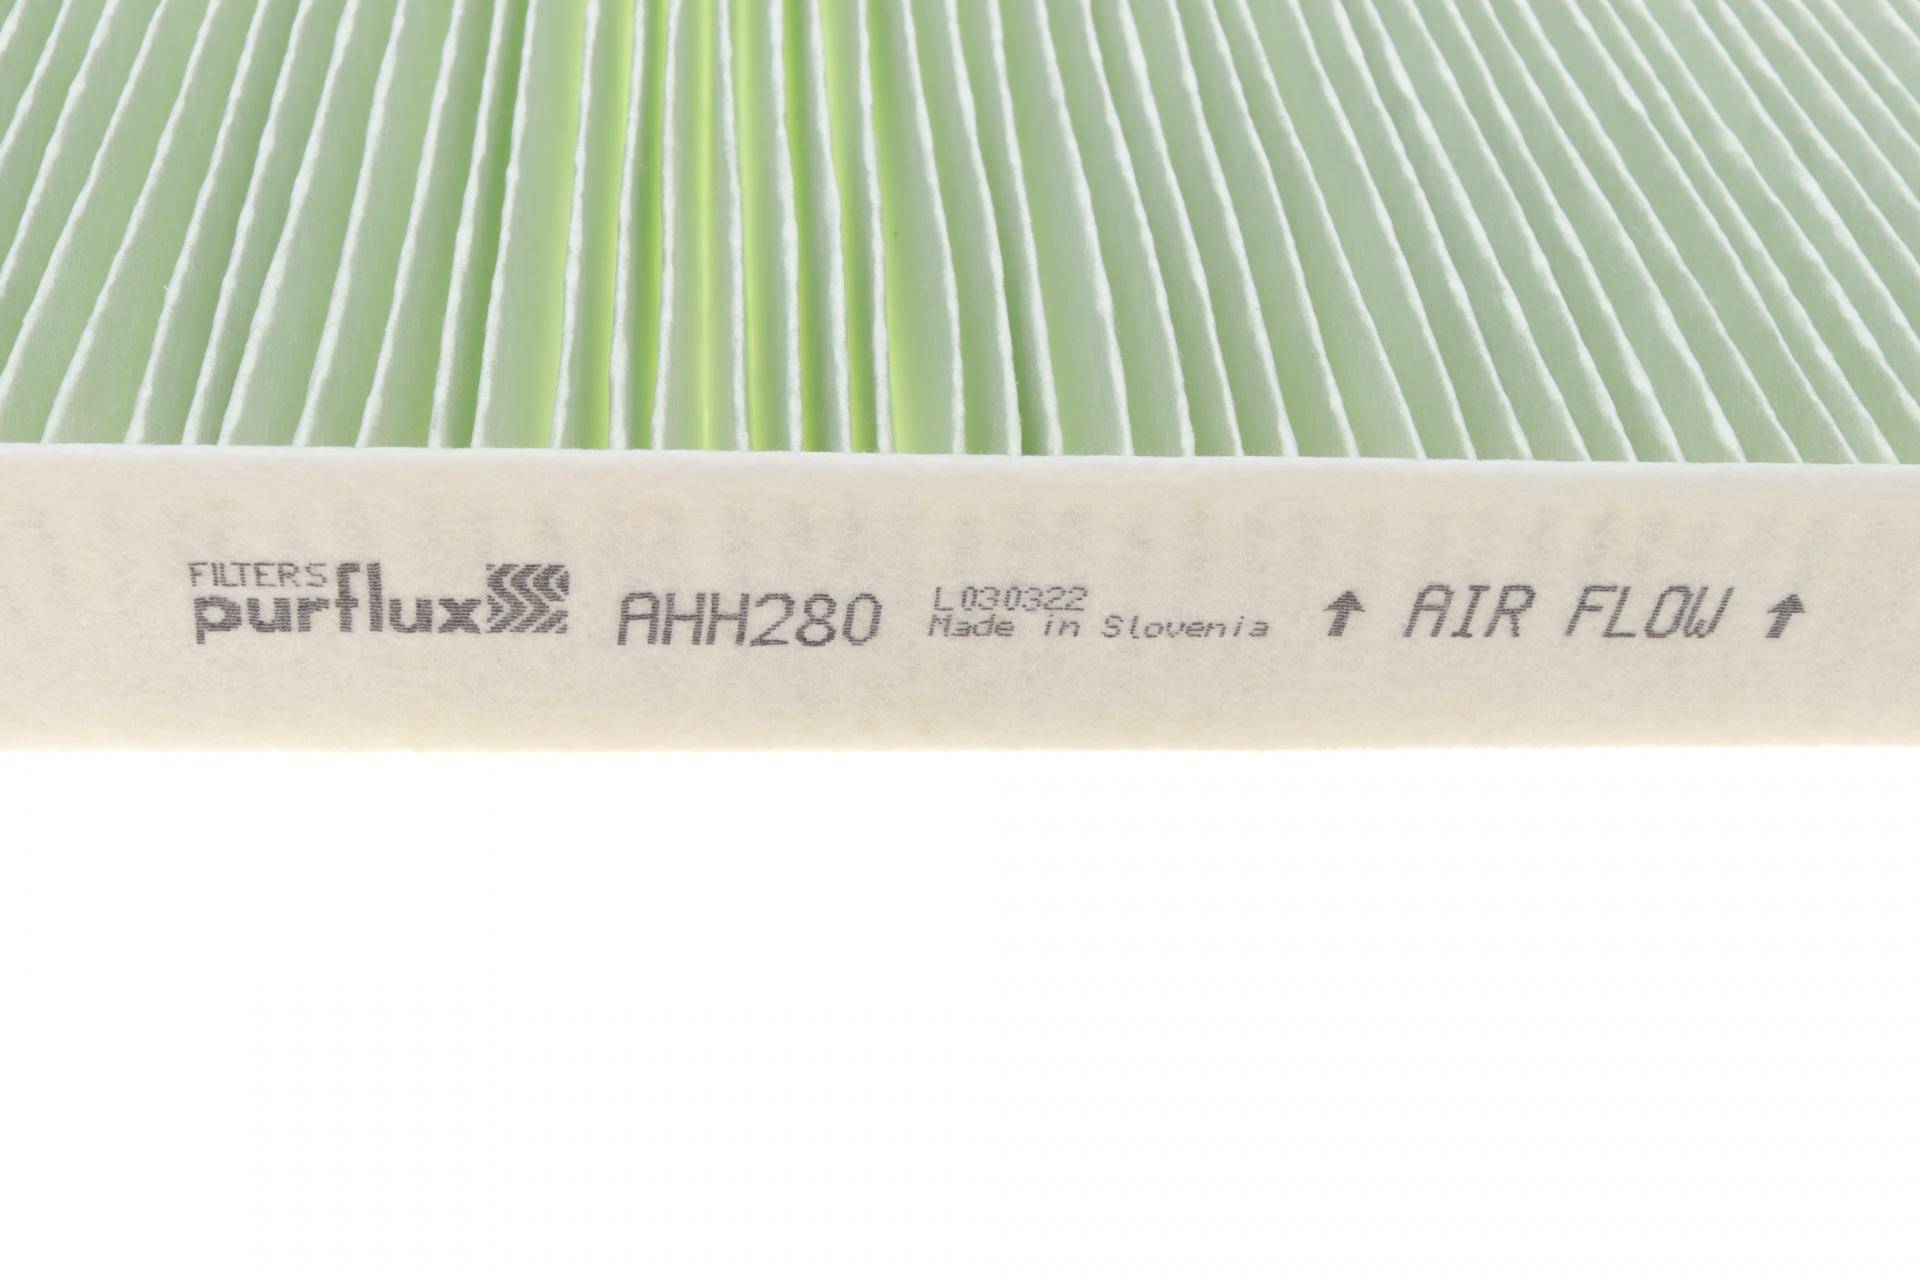 FILTERS
purflux
AHH280
L030322
Made in Slovenia
↑ AIR FLOW ↑